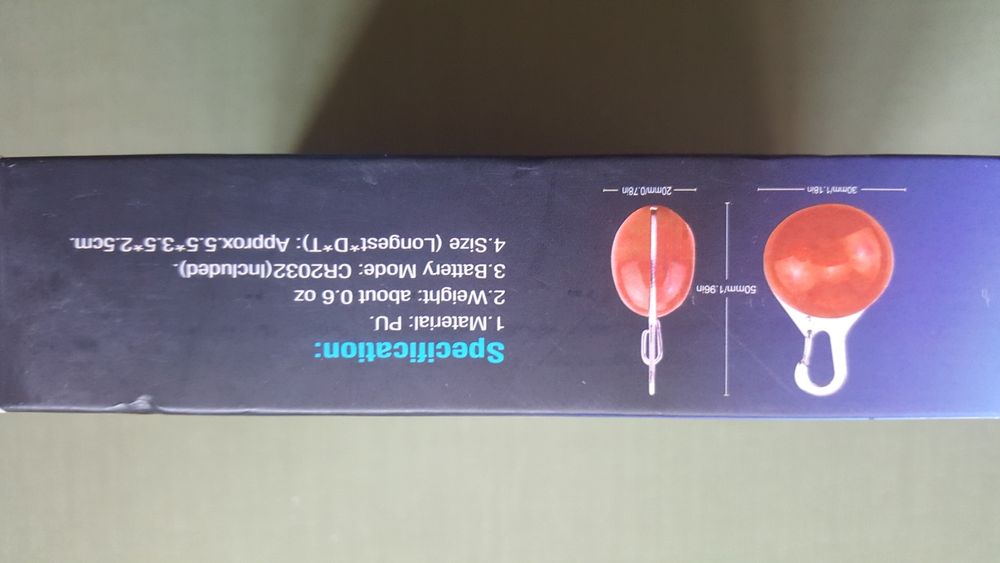 Specification:
1.Material: PU.
2.Weight: about 0.6 oz
3.Battery Mode: CR2032(Included).
4.Size (Longest*D*T): Approx.5.5*3.5*2.5cm.
30mm/1.18in
50mm/1.96in
20mm/0.78in